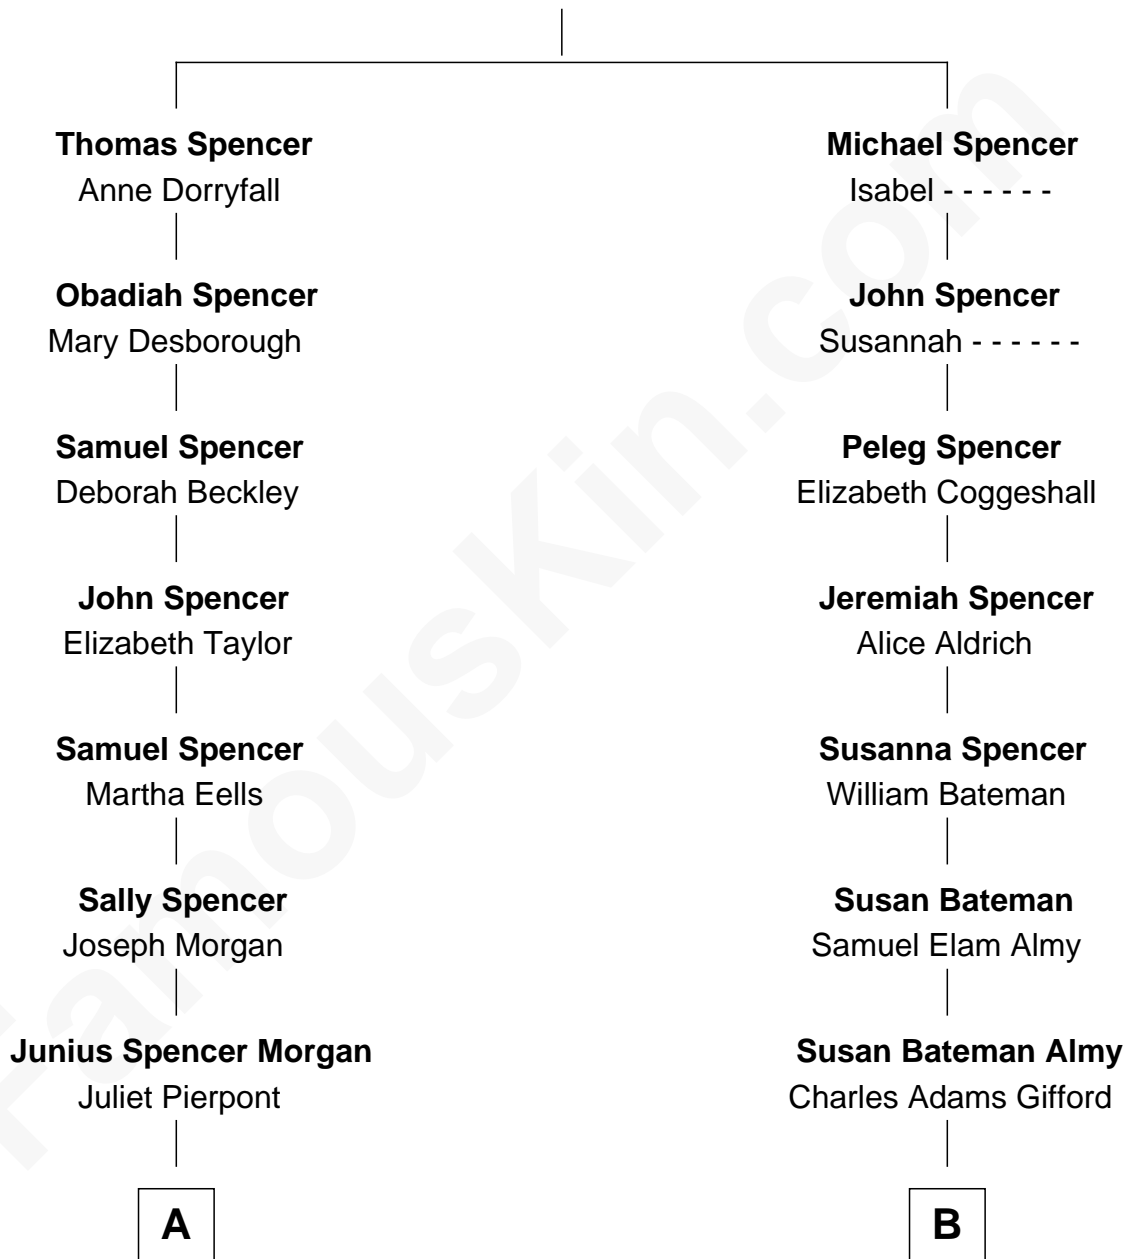 Thomas Spencer
Anne Dorryfall
Obadiah Spencer
Mary Desborough
Samuel Spencer
Deborah Beckley
John Spencer
Elizabeth Taylor
Samuel Spencer
Martha Eells
Sally Spencer
Joseph Morgan
Junius Spencer Morgan
Juliet Pierpont
A
Michael Spencer
Isabel - - - - - -
John Spencer
Susannah - - - - - -
Peleg Spencer
Elizabeth Coggeshall
Jeremiah Spencer
Alice Aldrich
Susanna Spencer
William Bateman
Susan Bateman
Samuel Elam Almy
Susan Bateman Almy
Charles Adams Gifford
B
FamousKin.com